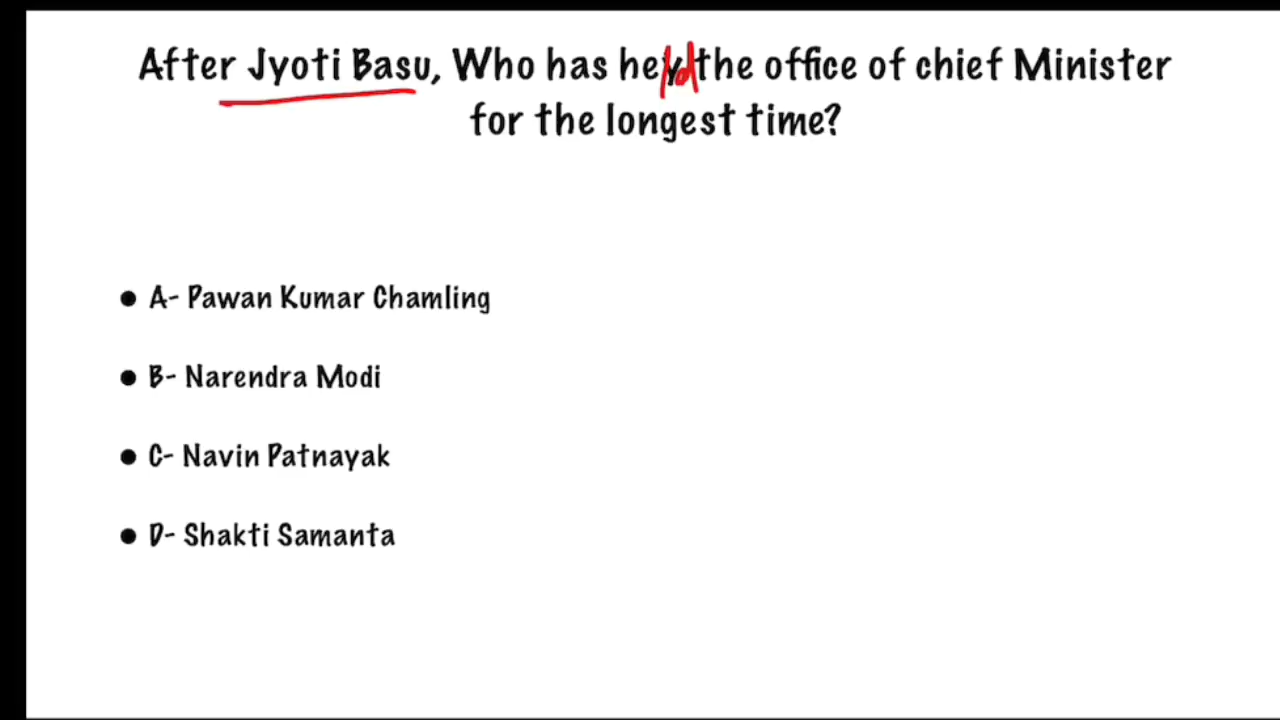 After Jyoti Basu, Who has held the office of chief Minister
for the longest time?
● A- Pawan Kumar Chamling
● B- Narendra Modi
● C- Navin Patnayak
● D- Shakti Samanta